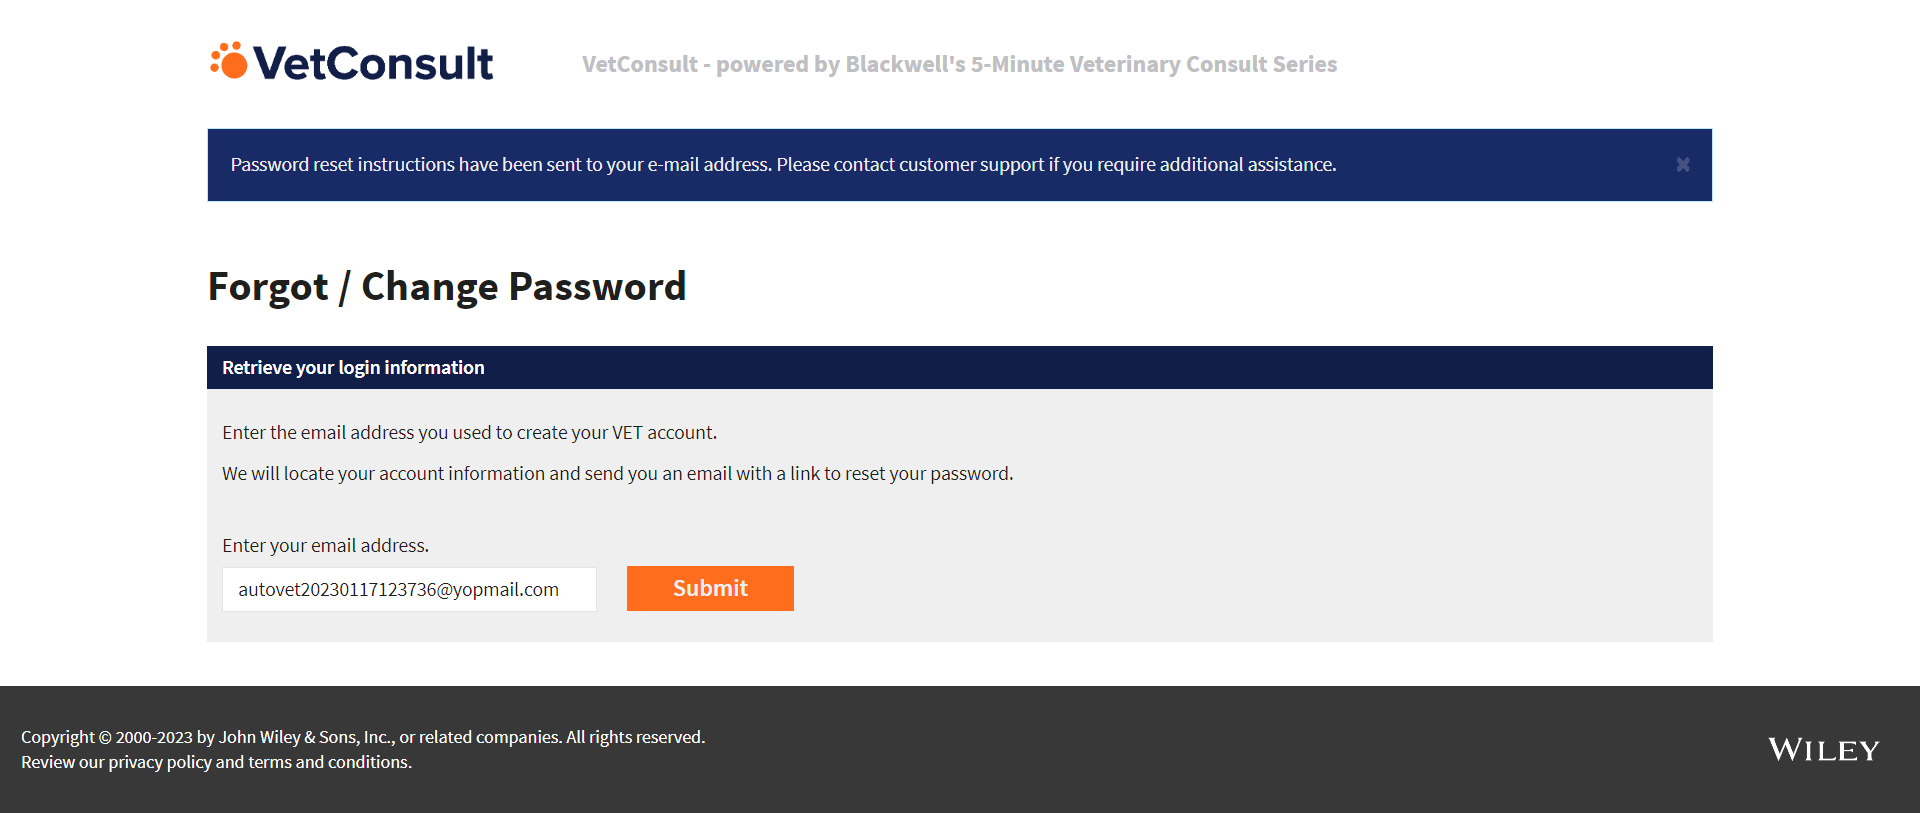 VetConsult
VetConsult - powered by Blackwell's 5-Minute Veterinary Consult Series
Password reset instructions have been sent to your e-mail address. Please contact customer support if you require additional assistance.
Forgot / Change Password
Retrieve your login information
Enter the email address you used to create your VET account.
We will locate your account information and send you an email with a link to reset your password.
Enter your email address.
autovet20230117123736@yopmail.com
Submit
Copyright © 2000-2023 by John Wiley & Sons, Inc., or related companies. All rights reserved.
Review our privacy policy and terms and conditions.
WILEY